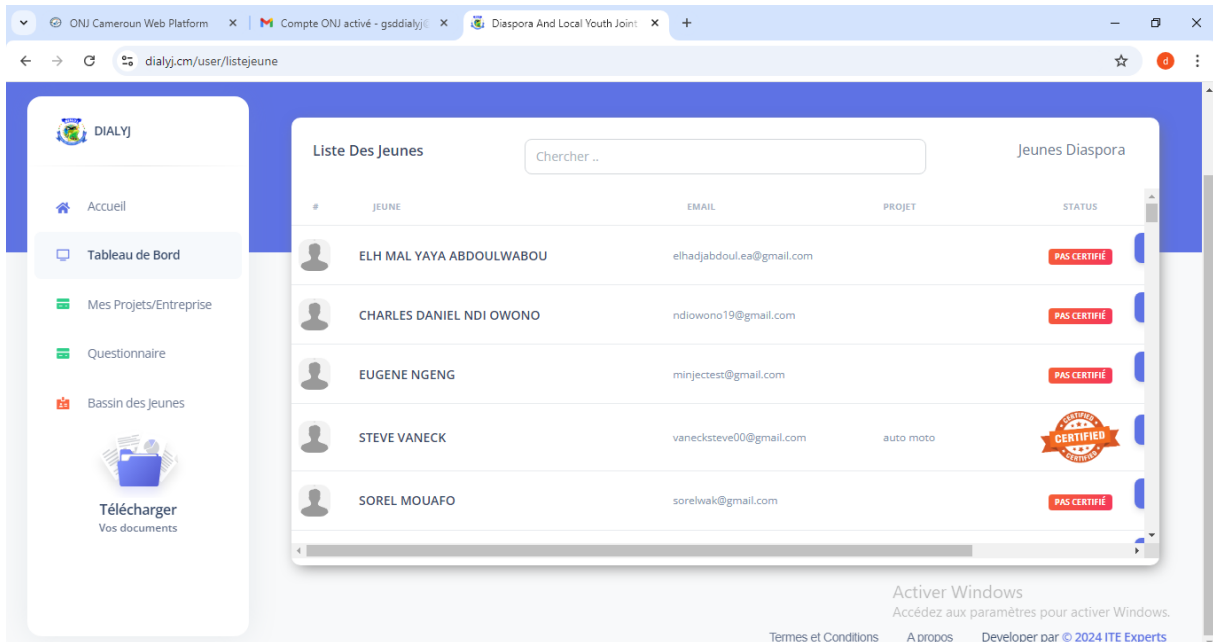 ONJ Cameroun Web Platform
Compte ONJ activé - gsddialyj@
Diaspora And Local Youth Joint
dialyj.cm/user/listejeune
d
DIALYJ
Accueil
Tableau de Bord
Mes Projets/Entreprise
Questionnaire
Bassin des Jeunes
Télécharger
Vos documents
Liste Des Jeunes
Chercher ..
Jeunes Diaspora
# JEUNE EMAIL PROJET STATUS
ELH MAL YAYA ABDOULWABOU elhadjabdoul.ea@gmail.com PAS CERTIFIÉ
CHARLES DANIEL NDI OWONO ndiowono19@gmail.com PAS CERTIFIÉ
EUGENE NGENG minjectest@gmail.com PAS CERTIFIÉ
STEVE VANECK vanecksteve00@gmail.com auto moto CERTIFIED CERTIFIED CERTIFIED
SOREL MOUAFO sorelwak@gmail.com PAS CERTIFIÉ
Activer Windows
Accédez aux paramètres pour activer Windows.
Termes et Conditions A propos Developer par © 2024 ITE Experts